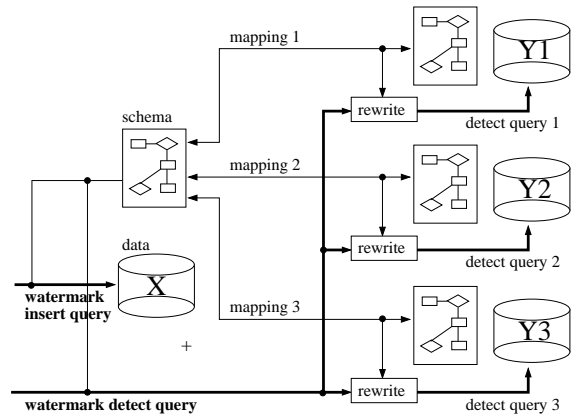 mapping 1
Y1
rewrite
detect query 1
schema
mapping 2
Y2
rewrite
detect query 2
data
X
watermark
insert query
mapping 3
Y3
+
rewrite
watermark detect query
detect query 3